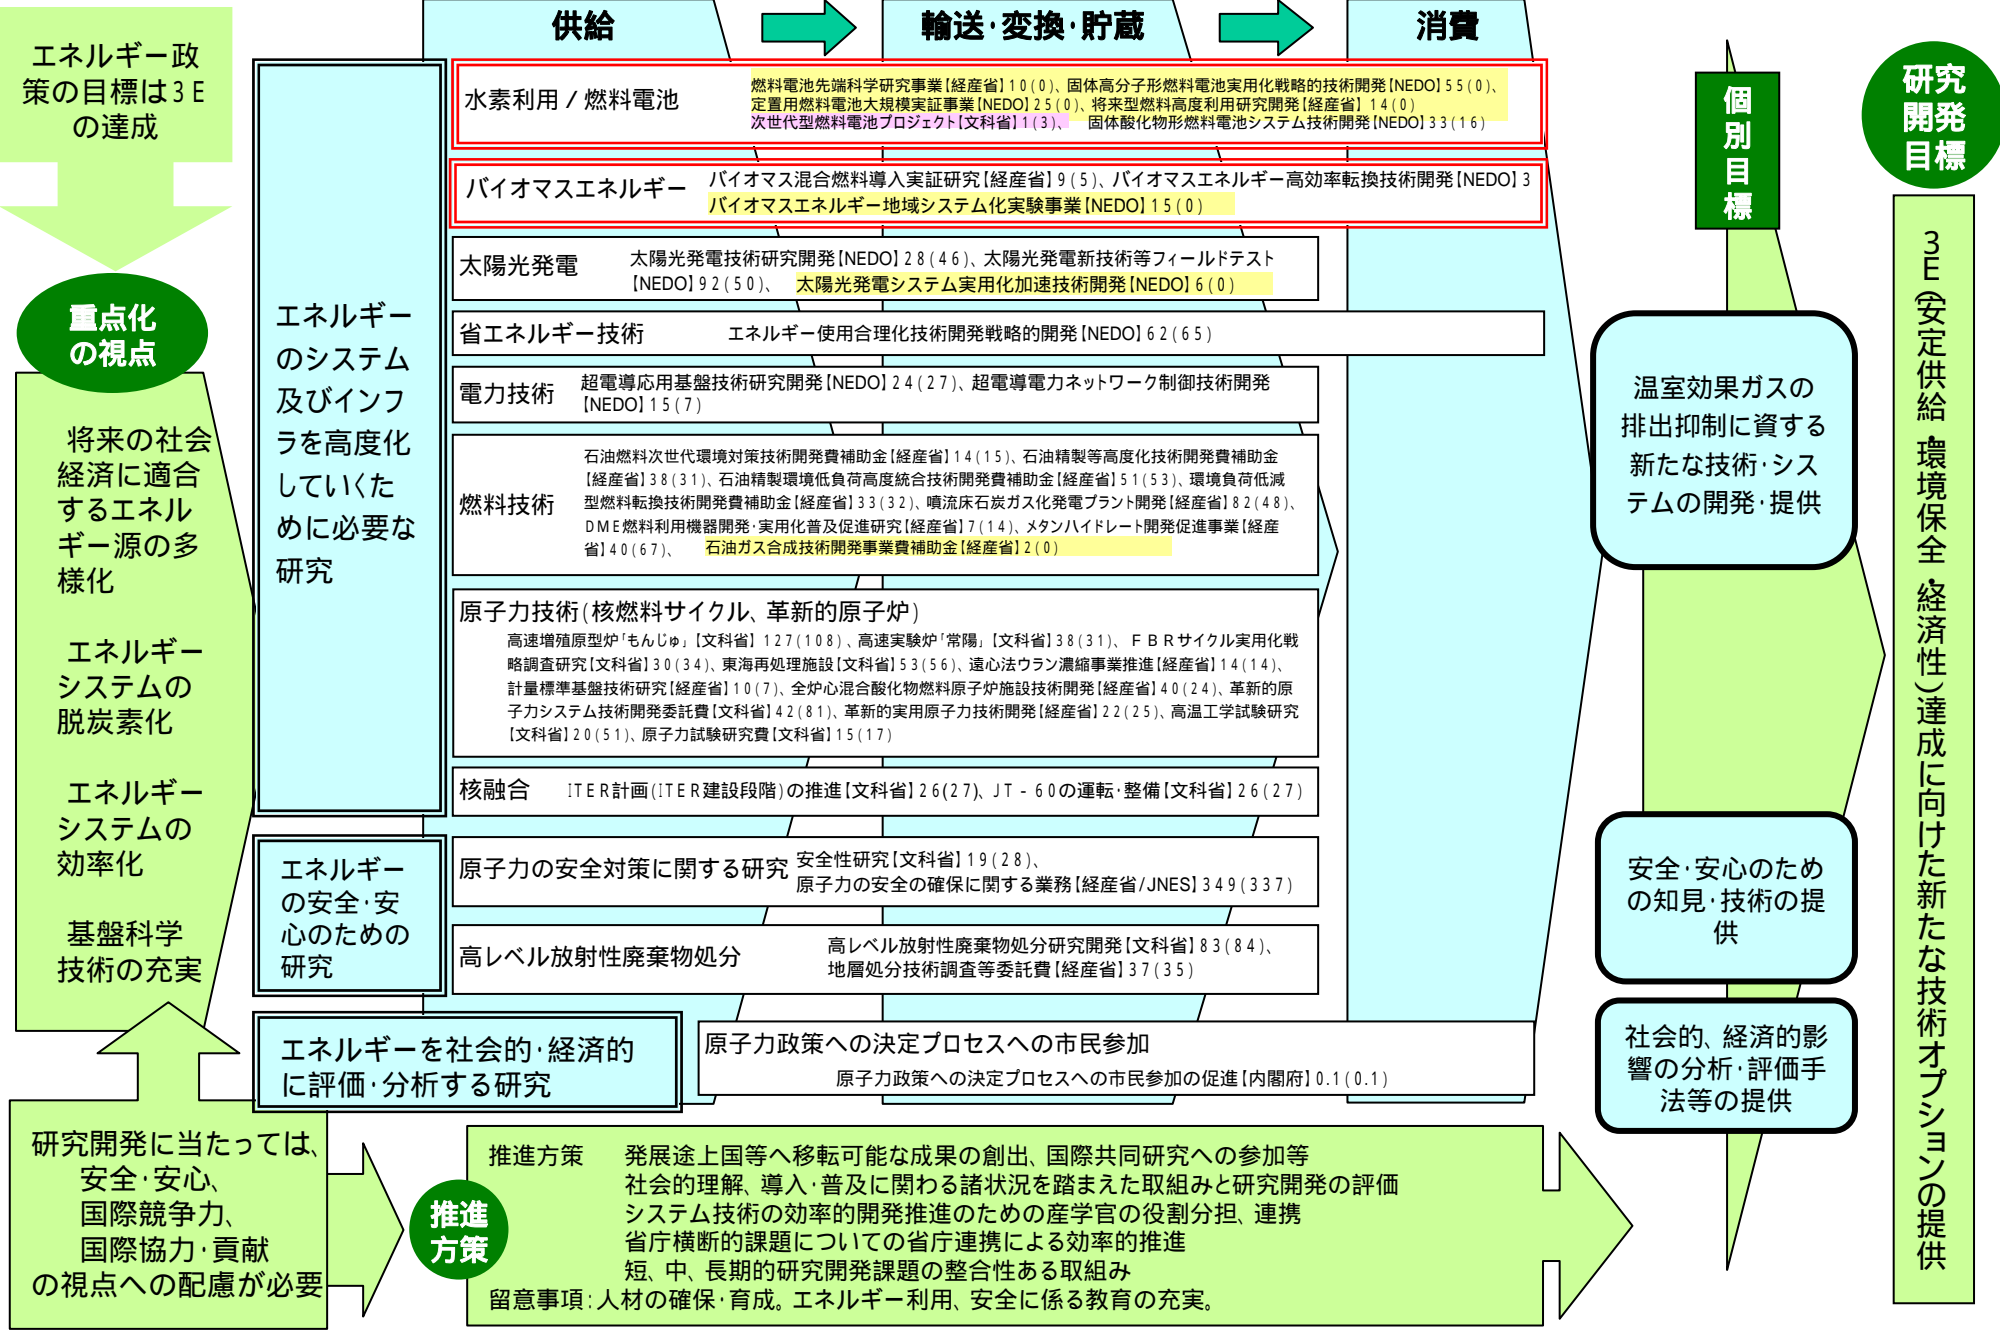 供給
輸送・変換・貯蔵
消費
エネルギー政
策の目標は3E
の達成
重点化
の視点
将来の社会
経済に適合
するエネル
ギー源の多
様化
エネルギー
システムの
脱炭素化
エネルギー
システムの
効率化
基盤科学
技術の充実
研究開発に当たっては、
安全・安心、
国際競争力、
国際協力・貢献
の視点への配慮が必要
エネルギー
のシステム
及びインフ
ラを高度化
していくた
めに必要な
研究
水素利用/燃料電池
燃料電池先端科学研究事業【経産省】10(0)、固体高分子形燃料電池実用化戦略的技術開発【NEDO】55(0)、
定置用燃料電池大規模実証事業【NEDO】25(0)、将来型燃料高度利用研究開発【経産省】14(0)
次世代型燃料電池プロジェクト【文科省】1(3)、 固体酸化物形燃料電池システム技術開発【NEDO】33(16)
バイオマスエネルギー
バイオマス混合燃料導入実証研究【経産省】9(5)、バイオマスエネルギー高効率転換技術開発【NEDO】3
バイオマスエネルギー地域システム化実験事業【NEDO】15(0)
太陽光発電
太陽光発電技術研究開発【NEDO】28(46)、太陽光発電新技術等フィールドテスト
【NEDO】92(50)、 太陽光発電システム実用化加速技術開発【NEDO】6(0)
省エネルギー技術
エネルギー使用合理化技術開発戦略的開発【NEDO】62(65)
電力技術
超電導応用基盤技術研究開発【NEDO】24(27)、超電導電力ネットワーク制御技術開発
【NEDO】15(7)
燃料技術
石油燃料次世代環境対策技術開発費補助金【経産省】14(15)、石油精製等高度化技術開発費補助金
【経産省】38(31)、石油精製環境低負荷高度統合技術開発費補助金【経産省】51(53)、環境負荷低減
型燃料転換技術開発費補助金【経産省】33(32)、噴流床石炭ガス化発電プラント開発【経産省】82(48)、
DME燃料利用機器開発・実用化普及促進研究【経産省】7(14)、メタンハイドレート開発促進事業【経産
省】40(67)、 石油ガス合成技術開発事業費補助金【経産省】2(0)
原子力技術(核燃料サイクル、革新的原子炉)
高速増殖原型炉「もんじゅ」【文科省】127(108)、高速実験炉「常陽」【文科省】38(31)、FBRサイクル実用化戦
略調査研究【文科省】30(34)、東海再処理施設【文科省】53(56)、遠心法ウラン濃縮事業推進【経産省】14(14)、
計量標準基盤技術研究【経産省】10(7)、全炉心混合酸化物燃料原子炉施設技術開発【経産省】40(24)、革新的原
子力システム技術開発委託費【文科省】42(81)、革新的実用原子力技術開発【経産省】22(25)、高温工学試験研究
【文科省】20(51)、原子力試験研究費【文科省】15(17)
核融合
ITER計画(ITER建設段階)の推進【文科省】26(27)、JT-60の運転・整備【文科省】26(27)
エネルギー
の安全・安
心のための
研究
原子力の安全対策に関する研究
安全性研究【文科省】19(28)、
原子力の安全の確保に関する業務【経産省/JNES】349(337)
高レベル放射性廃棄物処分
高レベル放射性廃棄物処分研究開発【文科省】83(84)、
地層処分技術調査等委託費【経産省】37(35)
エネルギーを社会的・経済的
に評価・分析する研究
原子力政策への決定プロセスへの市民参加
原子力政策への決定プロセスへの市民参加の促進【内閣府】0.1(0.1)
推進
方策
推進方策 発展途上国等へ移転可能な成果の創出、国際共同研究への参加等
社会的理解、導入・普及に関わる諸状況を踏まえた取組みと研究開発の評価
システム技術の効率的開発推進のための産学官の役割分担、連携
省庁横断的課題についての省庁連携による効率的推進
短、中、長期的研究開発課題の整合性ある取組み
留意事項:人材の確保・育成。エネルギー利用、安全に係る教育の充実。
個別目標
温室効果ガスの
排出抑制に資する
新たな技術・シス
テムの開発・提供
安全・安心のため
の知見・技術の提
供
社会的、経済的影
響の分析・評価手
法等の提供
研究
開発
目標
3E(安定供給・環境保全・経済性)達成に向けた新たな技術オプションの提供